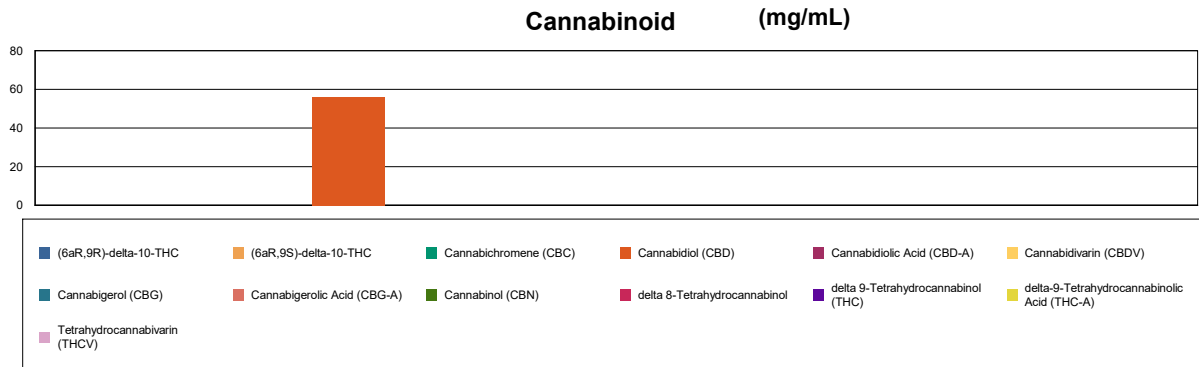 Cannabinoid (mg/mL)
80
60
40
20
0
(6aR,9R)-delta-10-THC
(6aR,9S)-delta-10-THC
Cannabichromene (CBC)
Cannabidiol (CBD)
Cannabidiolic Acid (CBD-A)
Cannabidivarin (CBDV)
Cannabigerol (CBG)
Cannabigerolic Acid (CBG-A)
Cannabinol (CBN)
delta 8-Tetrahydrocannabinol
delta 9-Tetrahydrocannabinol
(THC)
delta-9-Tetrahydrocannabinolic
Acid (THC-A)
Tetrahydrocannabivarin
(THCV)